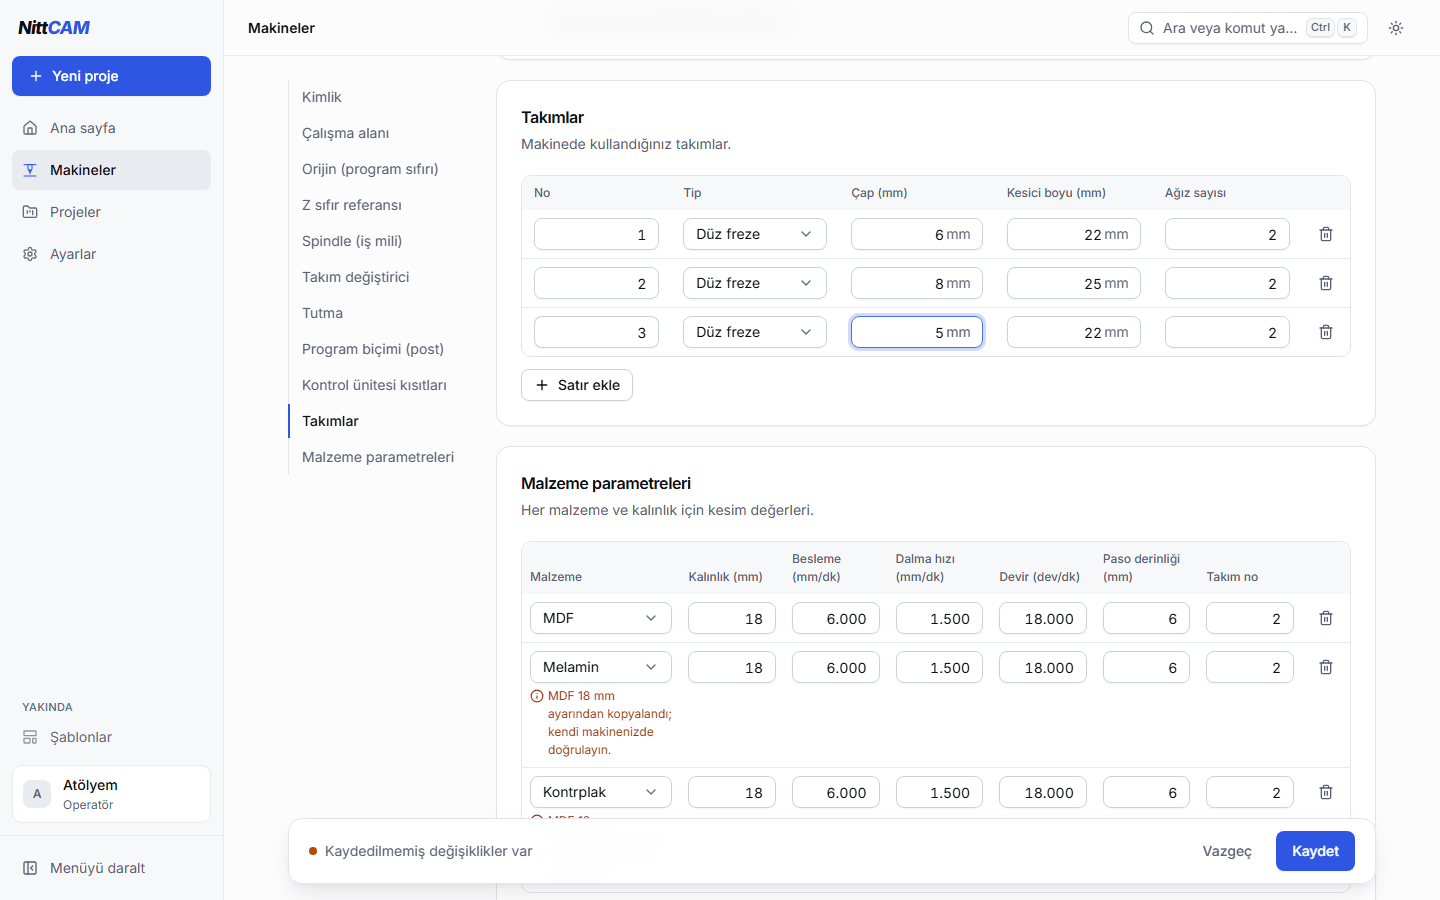 NittCAM
Makineler
Ara veya komut ya... Ctrl K
Yeni proje
Ana sayfa
Makineler
Projeler
Ayarlar
YAKINDA
Şablonlar
A
Atölyem
Operatör
Menüyü daralt
Kimlik
Çalışma alanı
Orijin (program sıfırı)
Z sıfır referansı
Spindle (iş mili)
Takım değiştirici
Tutma
Program biçimi (post)
Kontrol ünitesi kısıtları
Takımlar
Malzeme parametreleri
Takımlar
Makinede kullandığınız takımlar.
No Tip Çap (mm) Kesici boyu (mm) Ağız sayısı
1 Düz freze 6 mm 22 mm 2
2 Düz freze 8 mm 25 mm 2
3 Düz freze 5 mm 22 mm 2
Satır ekle
Malzeme parametreleri
Her malzeme ve kalınlık için kesim değerleri.
Malzeme Kalınlık (mm) Besleme (mm/dk) Dalma hızı (mm/dk) Devir (dev/dk) Paso derinliği (mm) Takım no
MDF 18 6.000 1.500 18.000 6 2
Melamin 18 6.000 1.500 18.000 6 2
MDF 18 mm
ayarından kopyalandı;
kendi makinenizde
doğrulayın.
Kontrplak 18 6.000 1.500 18.000 6 2
Kaydedilmemiş değişiklikler var
Vazgeç
Kaydet